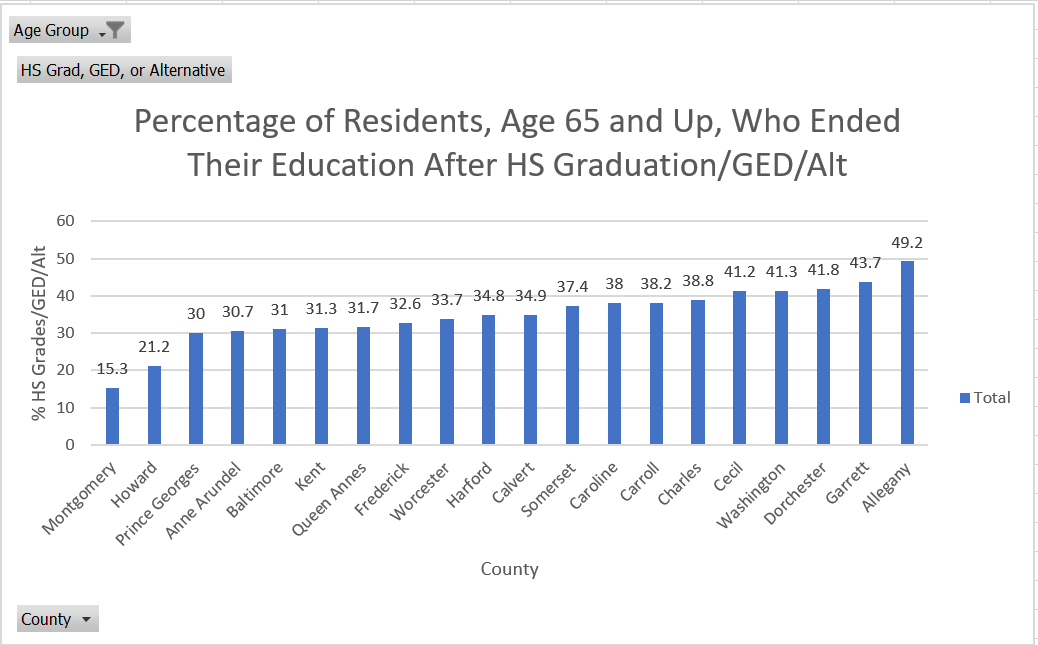 Age Group
HS Grad, GED, or Alternative
Percentage of Residents, Age 65 and Up, Who Ended
Their Education After HS Graduation/GED/Alt
% HS Grades/GED/Alt
60
50
40
30
20
10
0
15.3
21.2
30
30.7
31
31.3
31.7
32.6
33.7
34.8
34.9
37.4
38
38.2
38.8
41.2
41.3
41.8
43.7
49.2
Total
Montgomery
Howard
Prince Georges
Anne Arundel
Baltimore
Kent
Queen Annes
Frederick
Worcester
Harford
Calvert
Somerset
Caroline
Carroll
Charles
Cecil
Washington
Dorchester
Garrett
Allegany
County
County